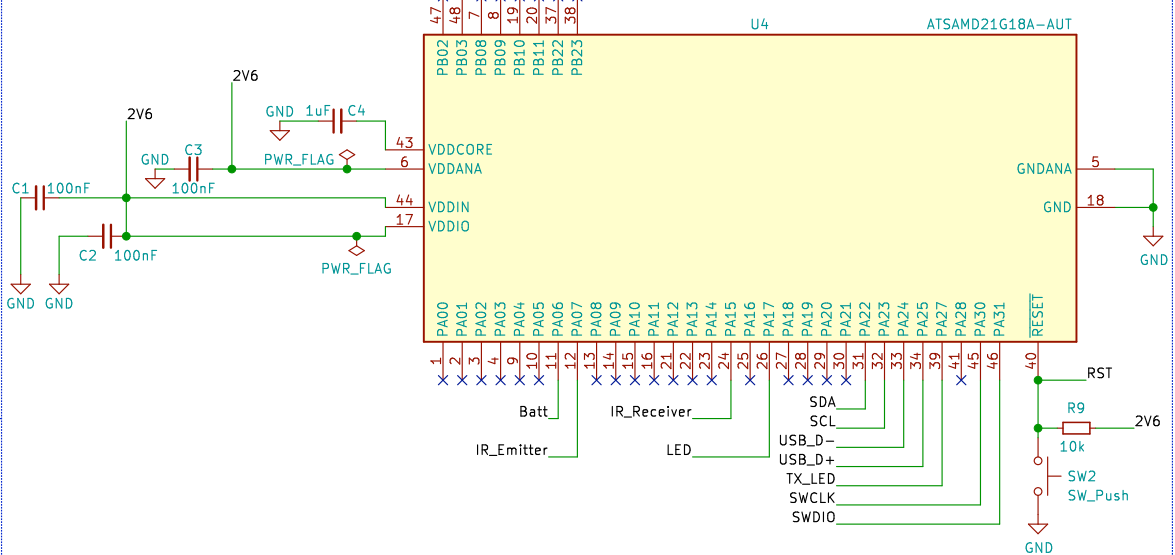 47 48 7 8 19 20 37 38
U4
ATSAMD21G18A-AUT
PB02 PB03 PB08 PB09 PB10 PB11 PB22 PB23
2V6
2V6
GND 1uF C4
43 VDDCORE
C3
GND
PWR_FLAG
6 VDDANA
GNDANA 5
C1 100nF
100nF
44 VDDIN
GND 18
17 VDDIO
C2 100nF
PWR_FLAG
GND
GND GND
PA00 PA01 PA02 PA03 PA04 PA05 PA06 PA07 PA08 PA09 PA10 PA11 PA12 PA13 PA14 PA15 PA16 PA17 PA18 PA19 PA20 PA21 PA22 PA23 PA24 PA25 PA27 PA28 PA30 PA31 RESET
1 2 3 4 9 10 11 12 13 14 15 16 21 22 23 24 25 26 27 28 29 30 31 32 33 34 39 41 45 46 40
RST
SDA
Batt
IR_Receiver
R9
SCL
2V6
USB_D-
10k
IR_Emitter
LED
USB_D+
TX_LED
SW2
SWCLK
SW_Push
SWDIO
GND